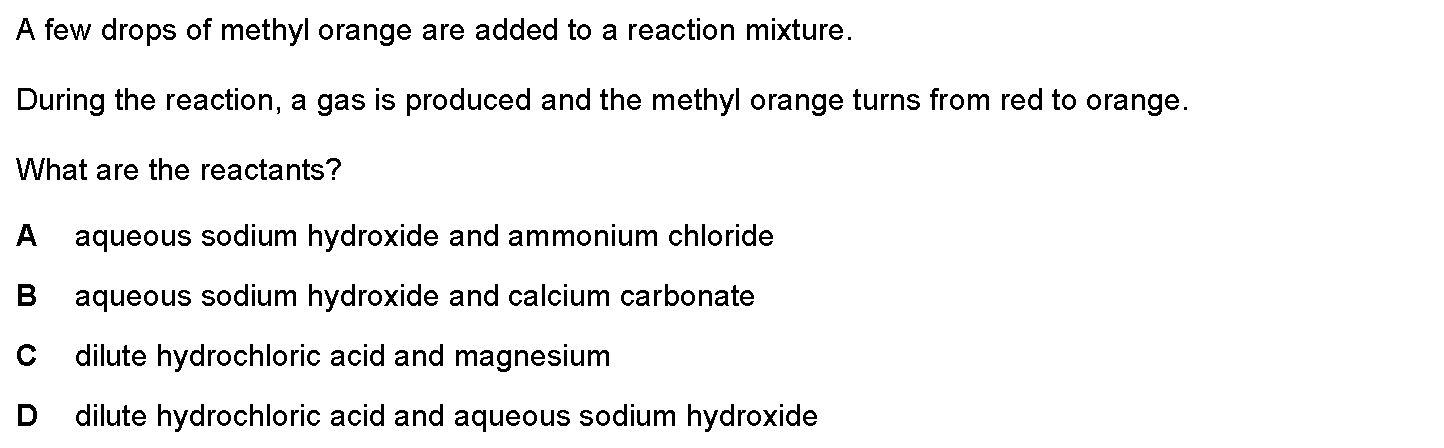 A few drops of methyl orange are added to a reaction mixture.
During the reaction, a gas is produced and the methyl orange turns from red to orange.
What are the reactants?
A aqueous sodium hydroxide and ammonium chloride
B aqueous sodium hydroxide and calcium carbonate
C dilute hydrochloric acid and magnesium
D dilute hydrochloric acid and aqueous sodium hydroxide